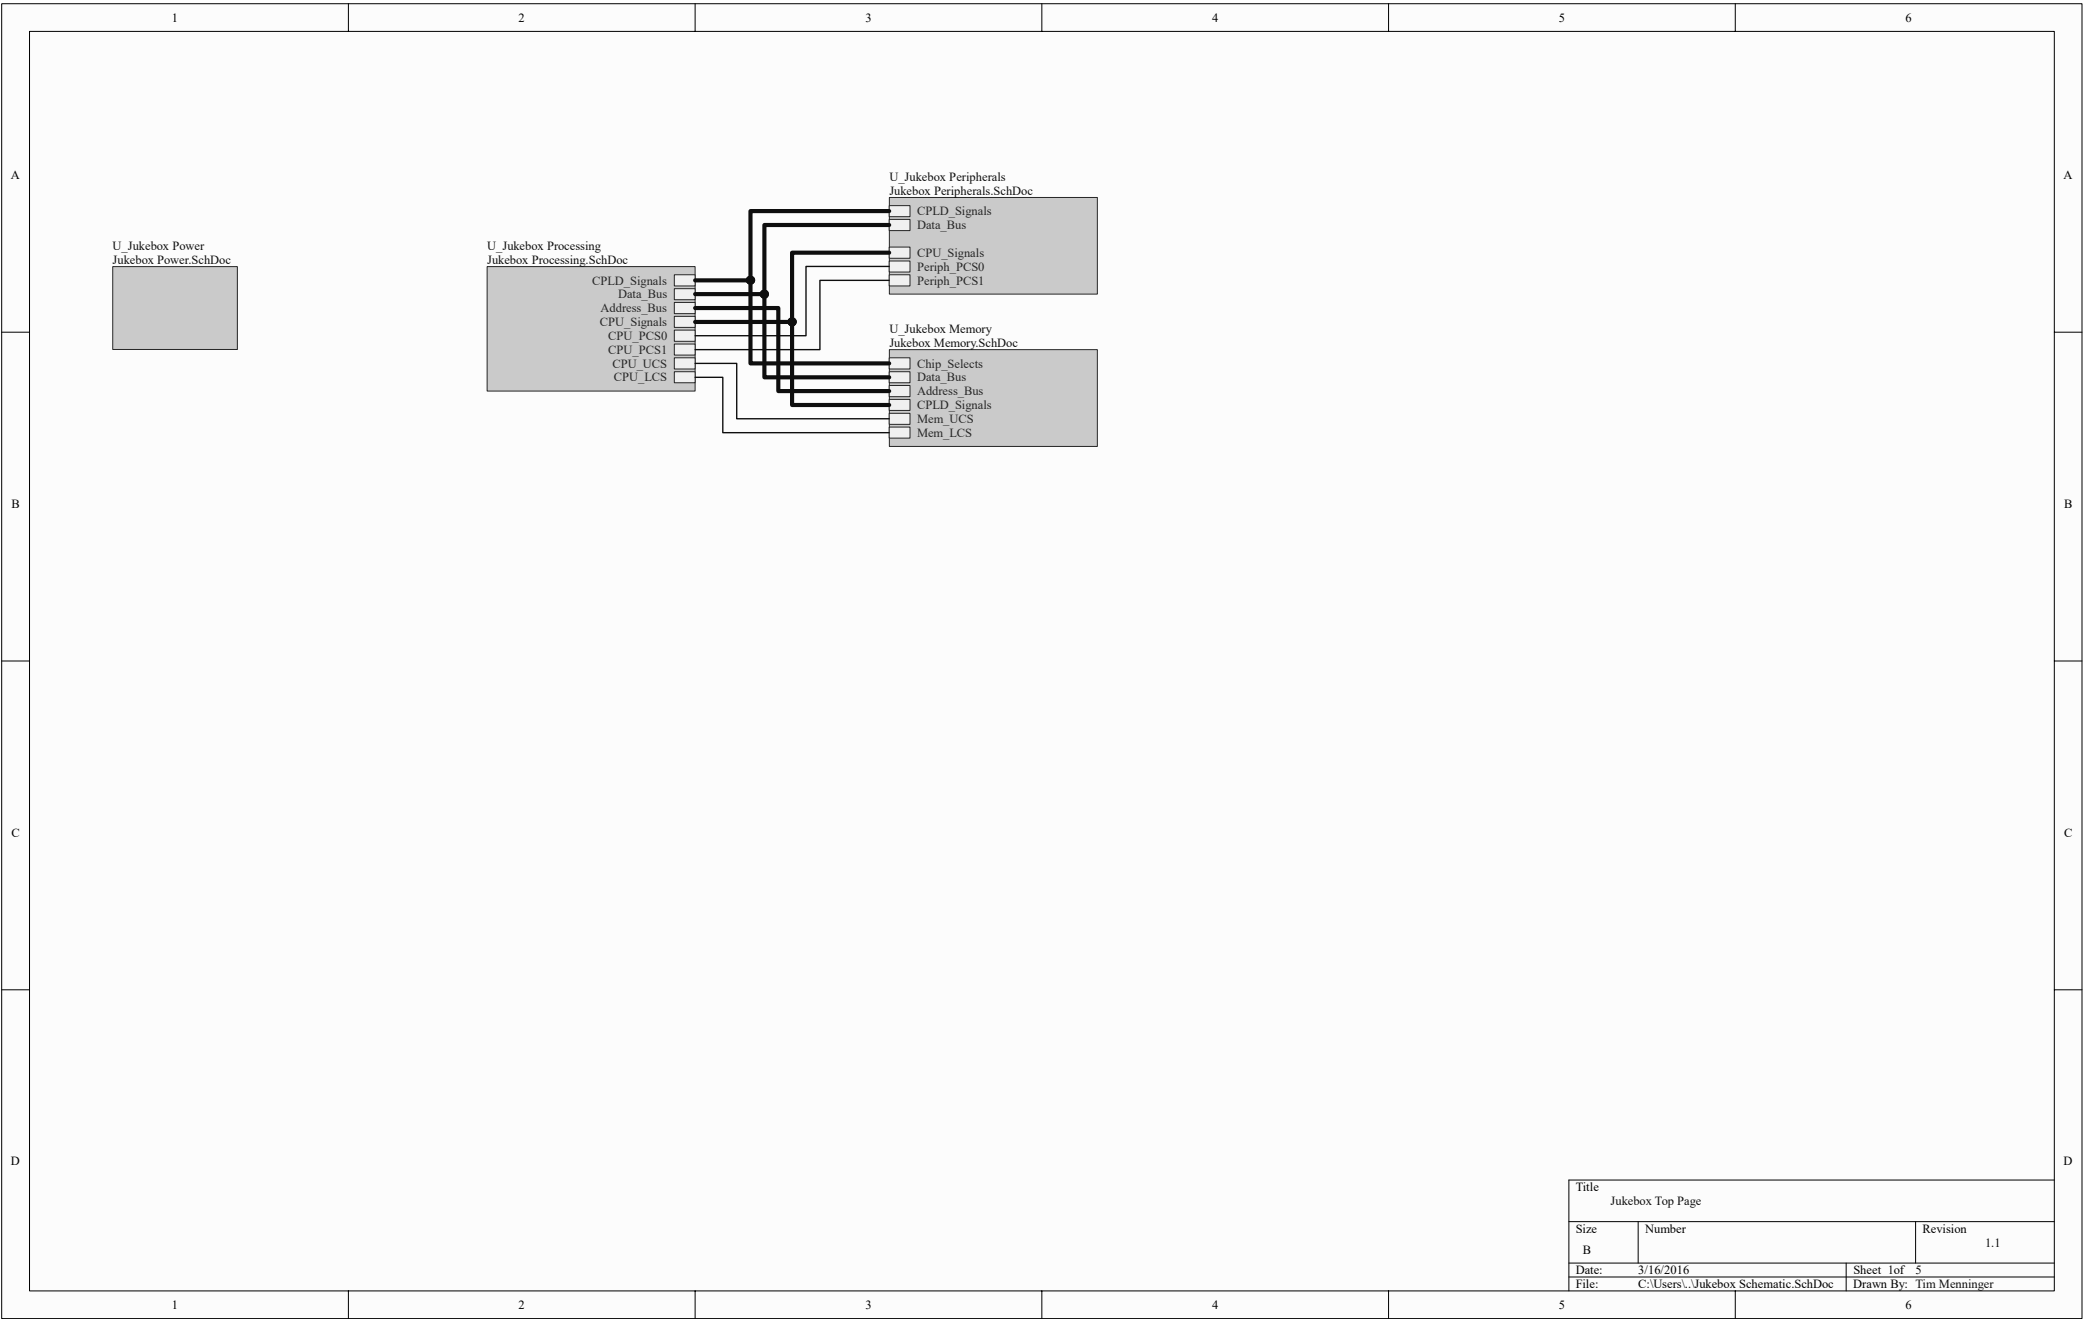 1 2 3 4 5 6
A A
U_Jukebox Peripherals
Jukebox Peripherals.SchDoc
CPLD_Signals
Data_Bus
CPU_Signals
Periph_PCS0
Periph_PCS1
U_Jukebox Power
Jukebox Power.SchDoc
U_Jukebox Processing
Jukebox Processing.SchDoc
CPLD_Signals
Data_Bus
Address_Bus
CPU_Signals
CPU_PCS0
CPU_PCS1
CPU_UCS
CPU_LCS
U_Jukebox Memory
Jukebox Memory.SchDoc
Chip_Selects
Data_Bus
Address_Bus
CPLD_Signals
Mem_UCS
Mem_LCS
B B
C C
D D
Title
Jukebox Top Page
Size Number Revision
B 1.1
Date: 3/16/2016 Sheet 1of 5
File: C:\Users\..\Jukebox Schematic.SchDoc Drawn By: Tim Menninger
1 2 3 4 5 6